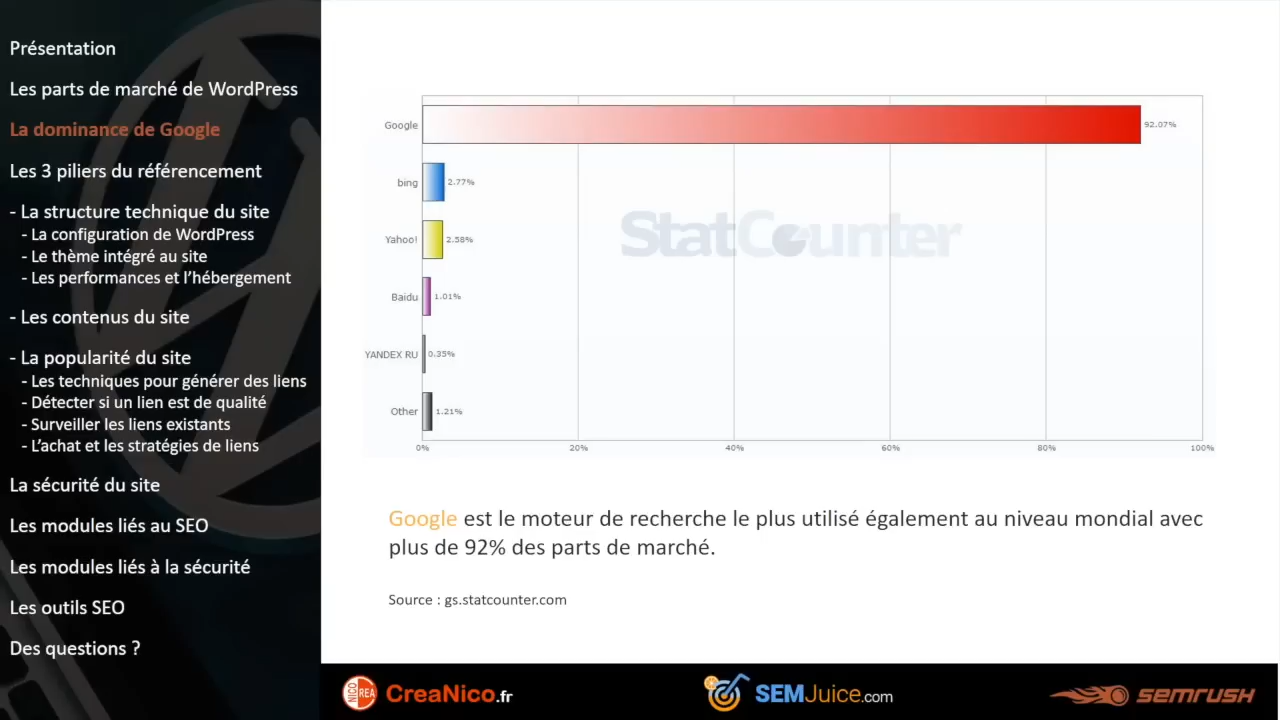 Présentation
Les parts de marché de WordPress
La dominance de Google
Les 3 piliers du référencement
- La structure technique du site
- La configuration de WordPress
- Le thème intégré au site
- Les performances et l’hébergement
- Les contenus du site
- La popularité du site
- Les techniques pour générer des liens
- Détecter si un lien est de qualité
- Surveiller les liens existants
- L’achat et les stratégies de liens
La sécurité du site
Les modules liés au SEO
Les modules liés à la sécurité
Les outils SEO
Des questions ?
Google 92.07%
bing 2.77%
Yahoo! 2.58%
StatCounter
Baidu 1.01%
YANDEX RU 0.35%
Other 1.21%
0% 20% 40% 60% 80% 100%
Google est le moteur de recherche le plus utilisé également au niveau mondial avec
plus de 92% des parts de marché.
Source : gs.statcounter.com
NICO CREA CreaNico.fr SEMJuice.com SEMRUSH